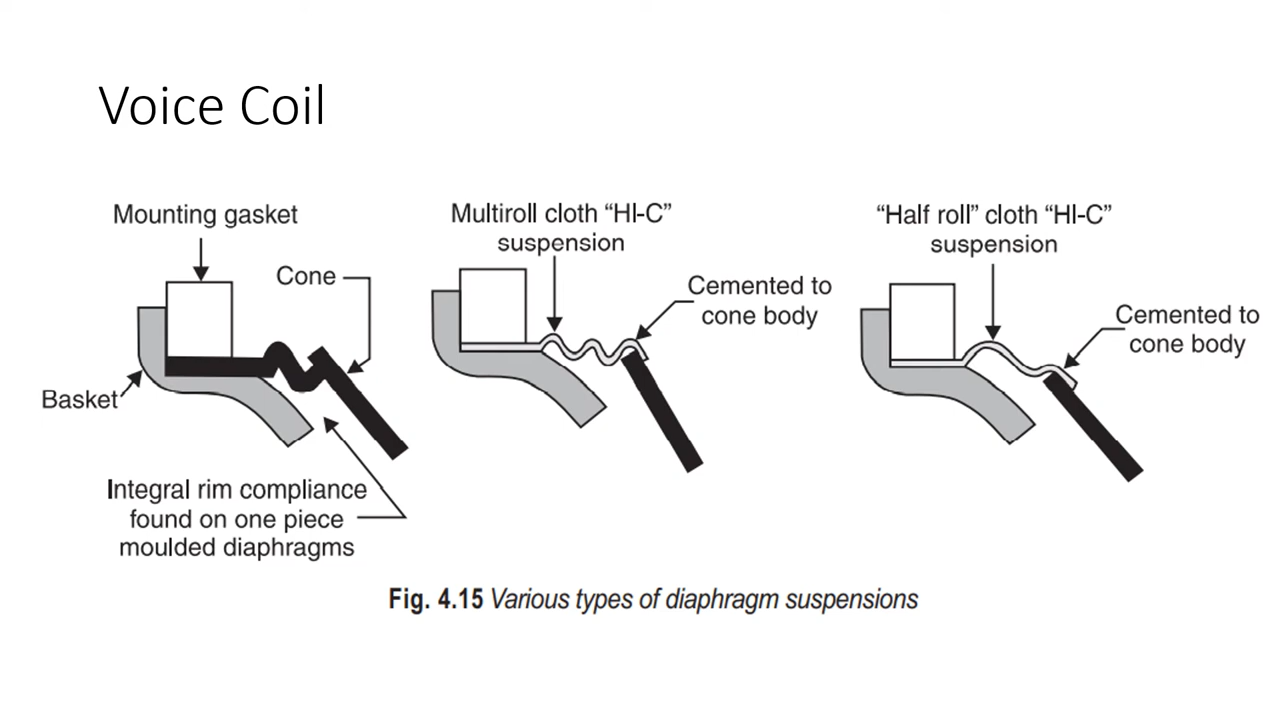 Voice Coil
Mounting gasket
Cone
Basket
Integral rim compliance
found on one piece
moulded diaphragms
Multiroll cloth “HI-C”
suspension
Cemented to
cone body
“Half roll” cloth “HI-C”
suspension
Cemented to
cone body
Fig. 4.15 Various types of diaphragm suspensions